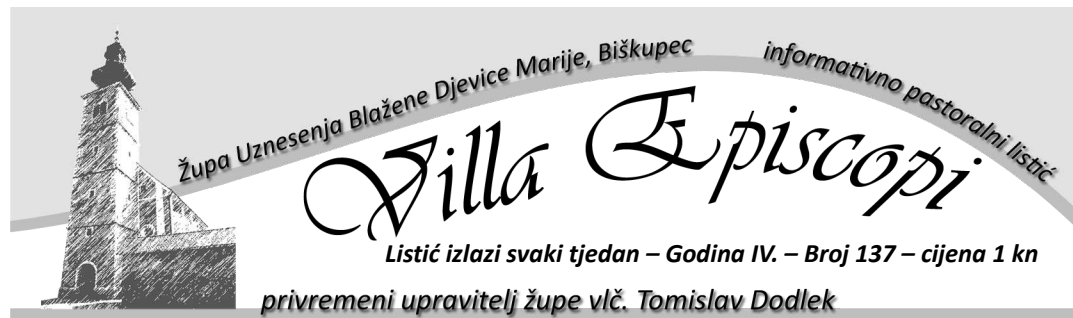 Župa Uznesenja Blažene Djevice Marije, Biškupec
informativno pastoralni listić
Villa Episcopi
Listić izlazi svaki tjedan – Godina IV. – Broj 137 – cijena 1 kn
privremeni upravitelj župe vlč. Tomislav Dodlek